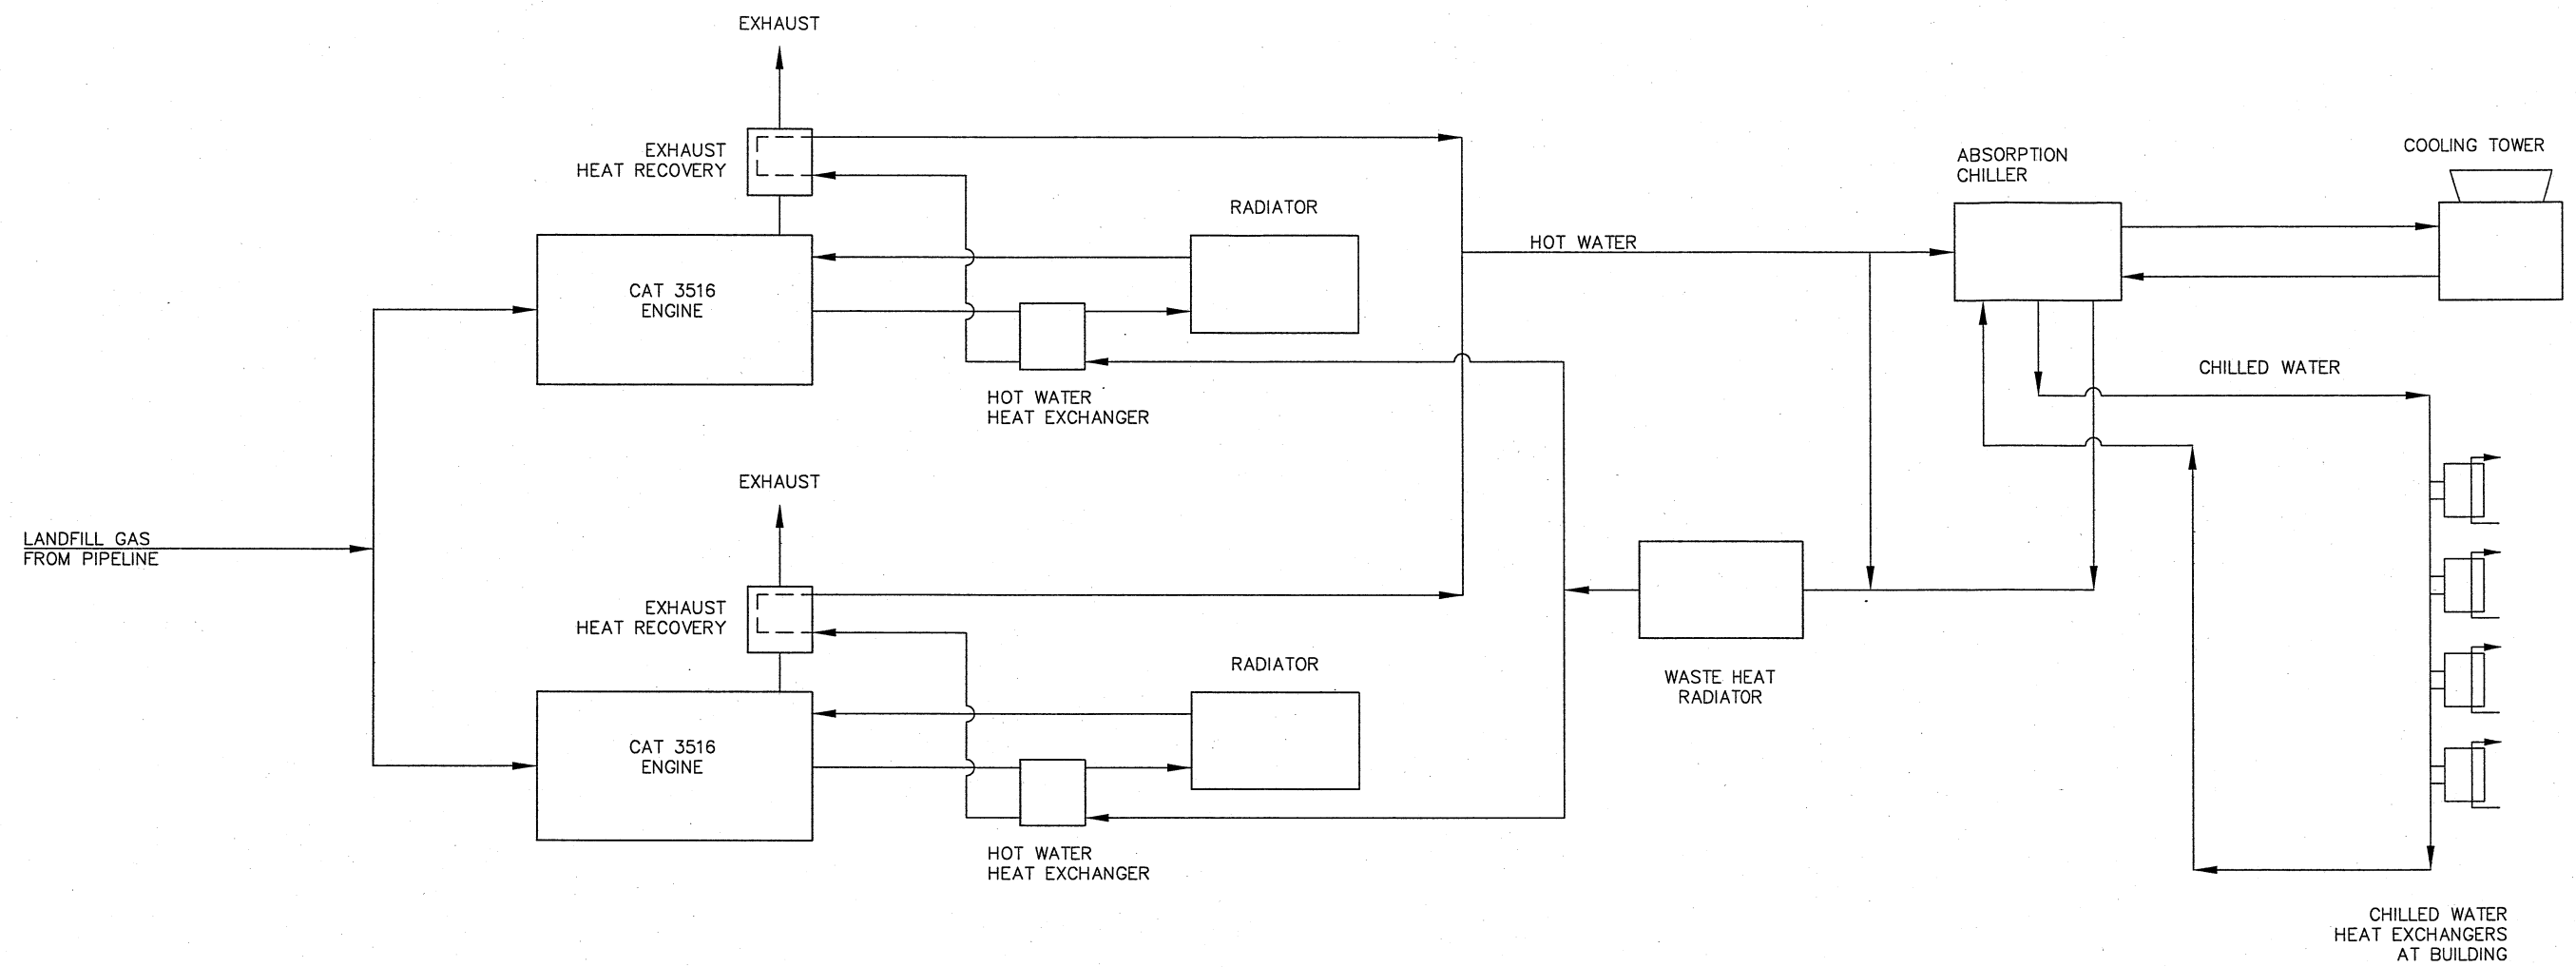 EXHAUST
EXHAUST
HEAT RECOVERY
RADIATOR
CAT 3516
ENGINE
HOT WATER
HEAT EXCHANGER
HOT WATER
ABSORPTION
CHILLER
COOLING TOWER
CHILLED WATER
LANDFILL GAS
FROM PIPELINE
EXHAUST
EXHAUST
HEAT RECOVERY
RADIATOR
CAT 3516
ENGINE
HOT WATER
HEAT EXCHANGER
WASTE HEAT
RADIATOR
CHILLED WATER
HEAT EXCHANGERS
AT BUILDING